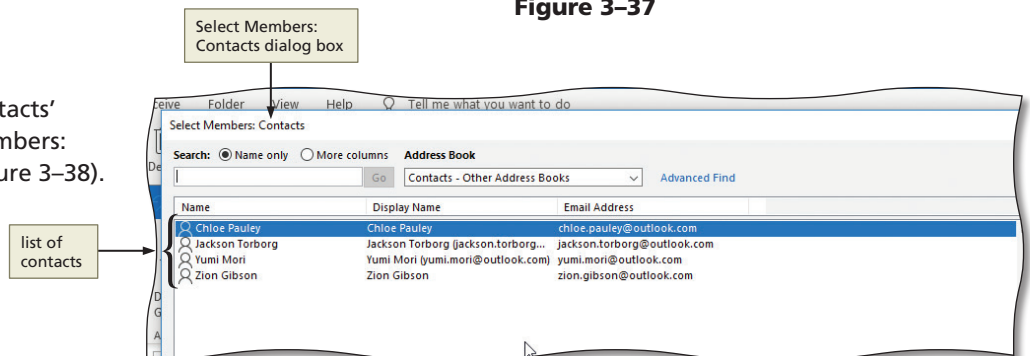 Figure 3–37
Select Members:
Contacts dialog box
tacts’
mbers:
ure 3–38).
ceive Folder View Help Tell me what you want to do
Select Members: Contacts
Search: Name only More columns Address Book
De
Go Contacts - Other Address Books Advanced Find
Name Display Name Email Address
Chloe Pauley Chloe Pauley chloe.pauley@outlook.com
Jackson Torborg Jackson Torborg (jackson.torborg... jackson.torborg@outlook.com
Yumi Mori Yumi Mori (yumi.mori@outlook.com) yumi.mori@outlook.com
Zion Gibson Zion Gibson zion.gibson@outlook.com
list of
contacts
D
G
A